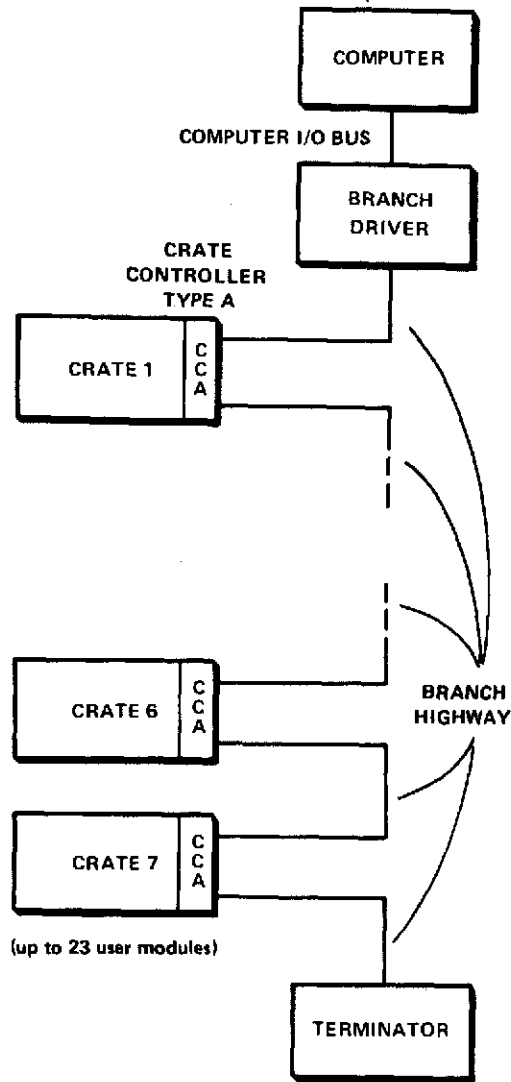 COMPUTER
COMPUTER I/O BUS
BRANCH
DRIVER
CRATE
CONTROLLER
TYPE A
CRATE 1
C
C
A
CRATE 6
C
C
A
BRANCH
HIGHWAY
CRATE 7
C
C
A
(up to 23 user modules)
TERMINATOR